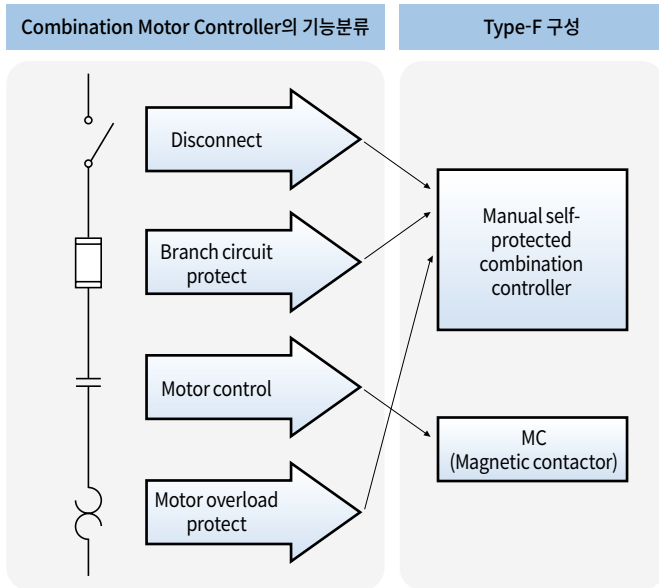 Combination Motor Controller의 기능분류
Type-F 구성
Disconnect
Branch circuit
protect
Motor control
Motor overload
protect
Manual self-
protected
combination
controller
MC
(Magnetic contactor)